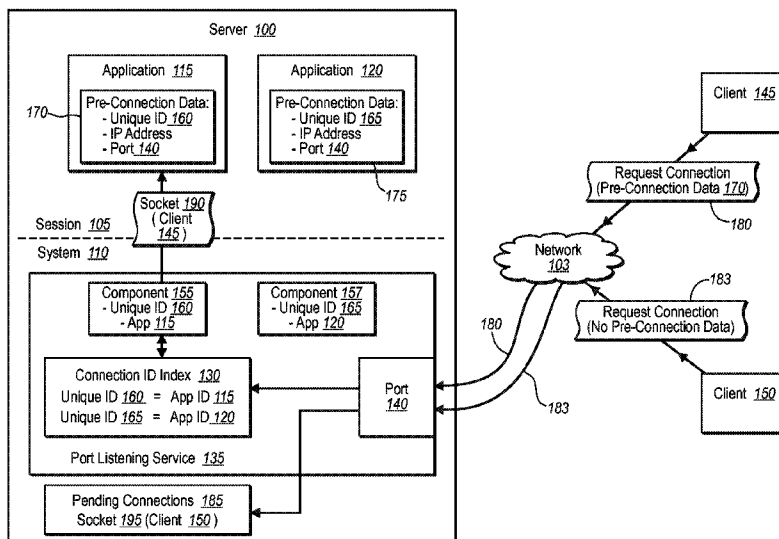 Server 100
Application 115
170
Pre-Connection Data:
- Unique ID 160
- IP Address
- Port 140
Application 120
Pre-Connection Data:
- Unique ID 165
- IP Address
- Port 140
175
Client 145
Request Connection
(Pre-Connection Data 170)
180
Socket 190
(Client
145)
Session 105
System 110
Network
103
183
Request Connection
(No Pre-Connection Data)
Component 155
- Unique ID 160
- App 115
Component 157
- Unique ID 165
- App 120
180
Client 150
Connection ID Index 130
Unique ID 160 = App ID 115
Unique ID 165 = App ID 120
Port
140
183
Port Listening Service 135
Pending Connections 185
Socket 195 (Client 150)